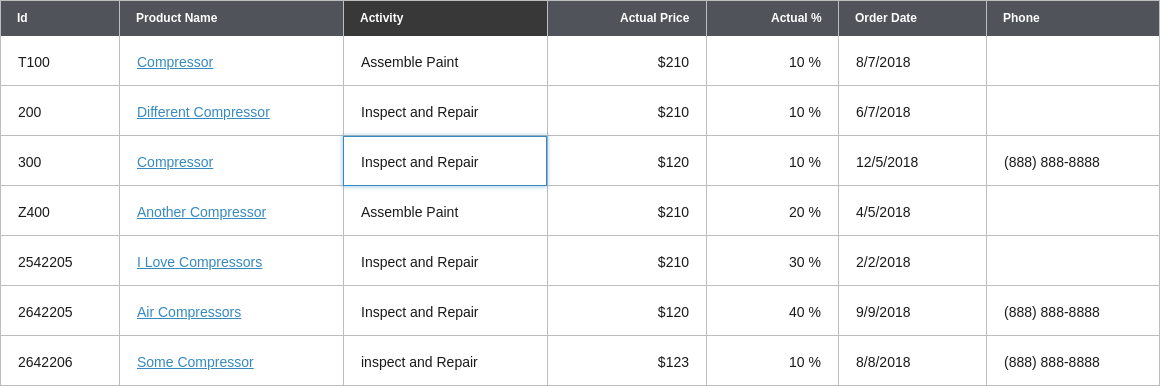 Id Product Name Activity Actual Price Actual % Order Date Phone
T100 Compressor Assemble Paint $210 10 % 8/7/2018
200 Different Compressor Inspect and Repair $210 10 % 6/7/2018
300 Compressor Inspect and Repair $120 10 % 12/5/2018 (888) 888-8888
Z400 Another Compressor Assemble Paint $210 20 % 4/5/2018
2542205 I Love Compressors Inspect and Repair $210 30 % 2/2/2018
2642205 Air Compressors Inspect and Repair $120 40 % 9/9/2018 (888) 888-8888
2642206 Some Compressor inspect and Repair $123 10 % 8/8/2018 (888) 888-8888